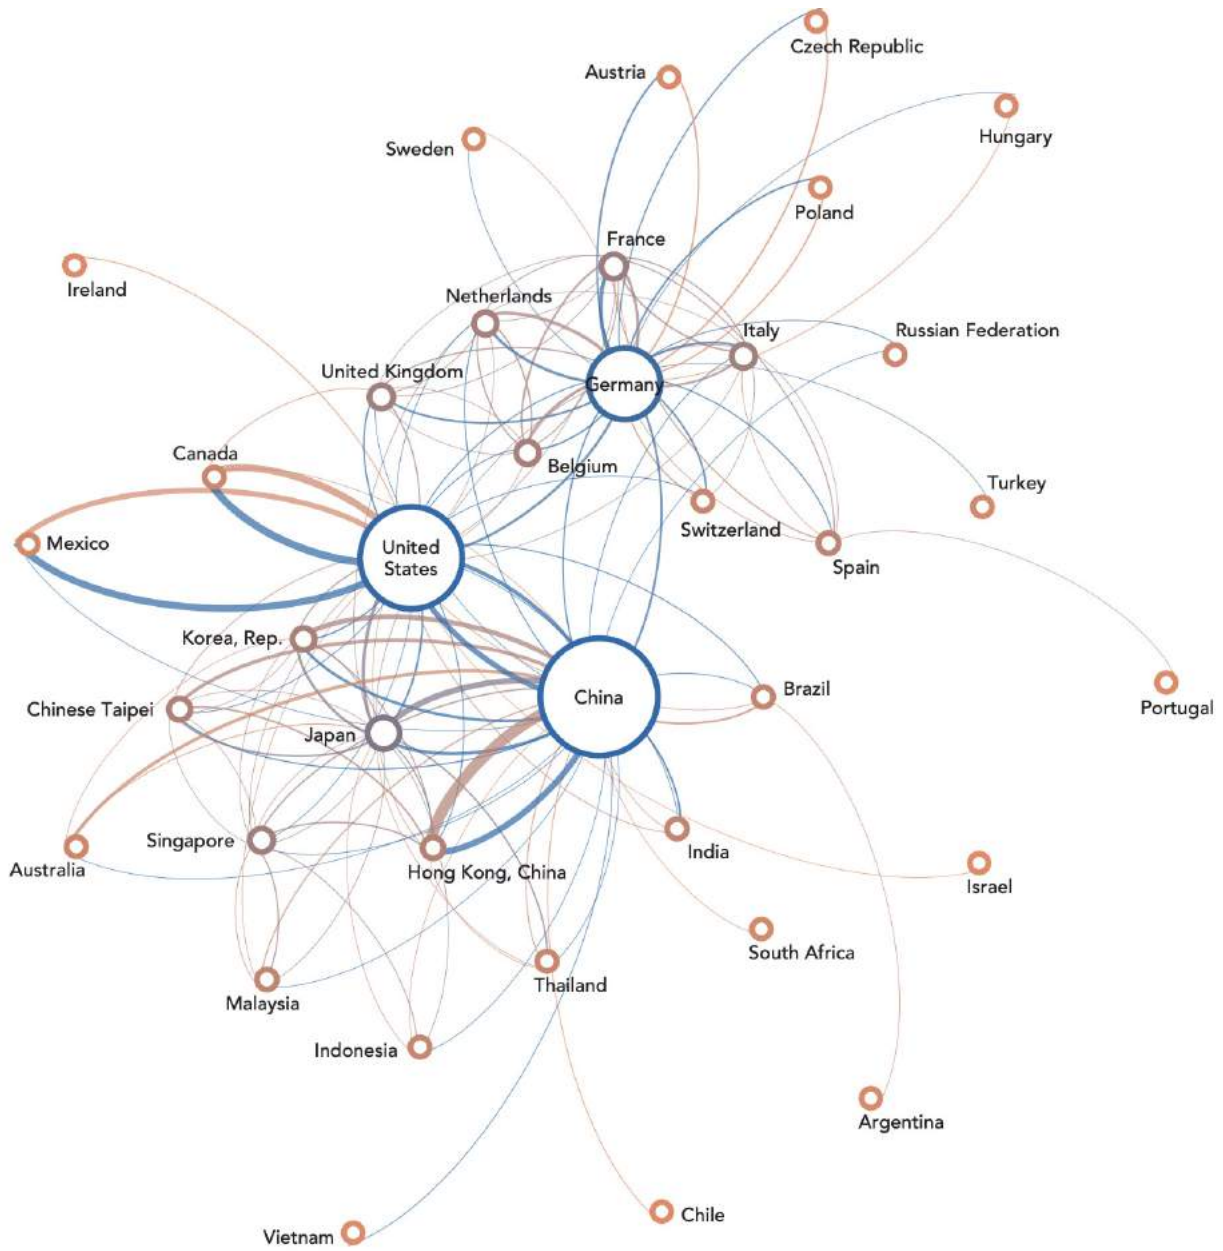 Czech Republic
Austria
Hungary
Sweden
Poland
France
Ireland
Netherlands
Italy
Russian Federation
United Kingdom
Germany
Canada
Belgium
Turkey
Switzerland
Mexico
United
States
Spain
Korea, Rep.
China
Brazil
Chinese Taipei
Portugal
Japan
Singapore
India
Australia
Hong Kong, China
Israel
South Africa
Thailand
Malaysia
Indonesia
Argentina
Chile
Vietnam